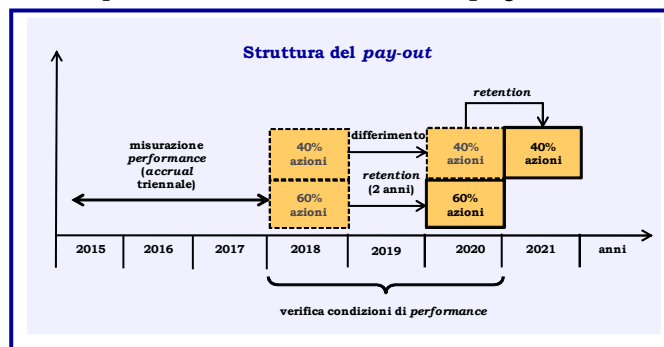 Struttura del pay-out
retention
misurazione
performance
(accrual
triennale)
40%
azioni
differimento
40%
azioni
40%
azioni
60%
azioni
retention
(2 anni)
60%
azioni
2015 2016 2017 2018 2019 2020 2021 anni
verifica condizioni di performance